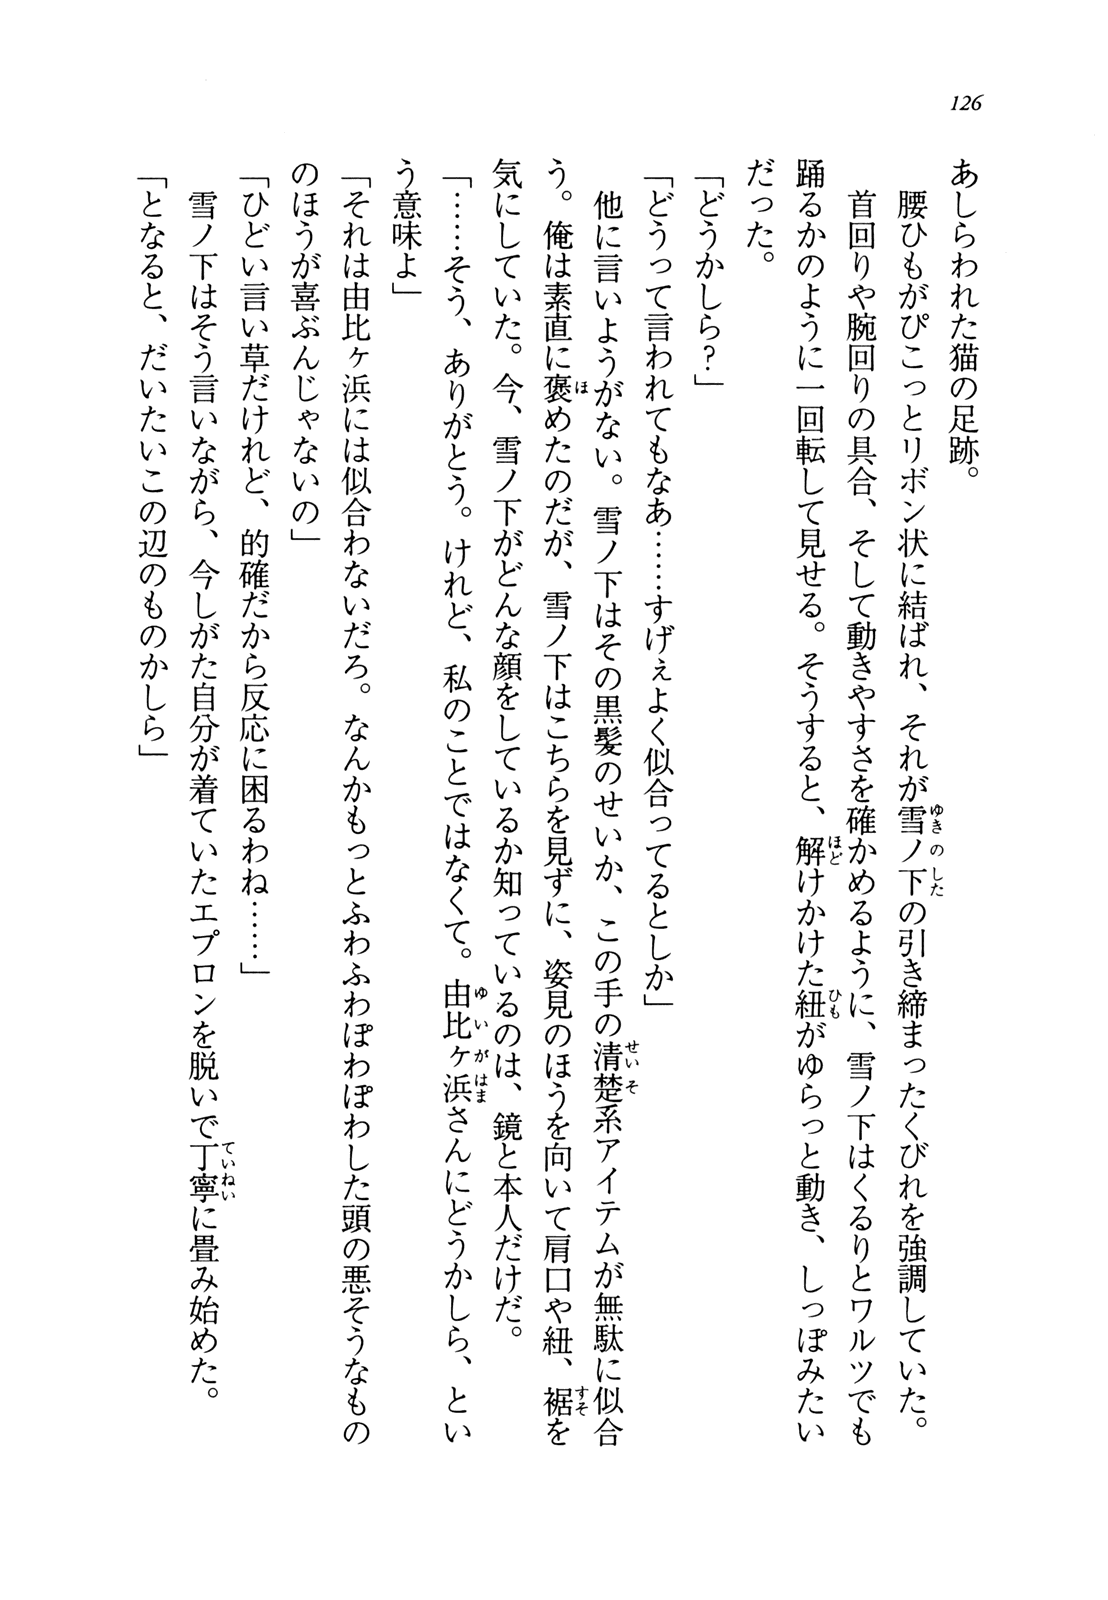 126
あしらわれた猫の足跡。
　腰ひもがぴこっとリボン状に結ばれ、それが雪ノ下の引き締まったくびれを強調していた。
　首回りや腕回りの具合、そして動きやすさを確かめるように、雪ノ下はくるりとワルツでも
踊るかのように一回転して見せる。そうすると、解けかけた紐がゆらっと動き、しっぽみたい
だった。
「どうかしら？」
「どうって言われてもなあ……すげぇよく似合ってるとしか」
　他に言いようがない。雪ノ下はその黒髪のせいか、この手の清楚系アイテムが無駄に似合
う。俺は素直に褒めたのだが、雪ノ下はこちらを見ずに、姿見のほうを向いて肩口や紐、裾を
気にしていた。今、雪ノ下がどんな顔をしているか知っているのは、鏡と本人だけだ。
「……そう、ありがとう。けれど、私のことではなくて。由比ヶ浜さんにどうかしら、とい
う意味よ」
「それは由比ヶ浜には似合わないだろ。なんかもっとふわふわぽわぽわした頭の悪そうなもの
のほうが喜ぶんじゃないの」
「ひどい言い草だけれど、的確だから反応に困るわね……」
　雪ノ下はそう言いながら、今しがた自分が着ていたエプロンを脱いで丁寧に畳み始めた。
「となると、だいたいこの辺のものかしら」